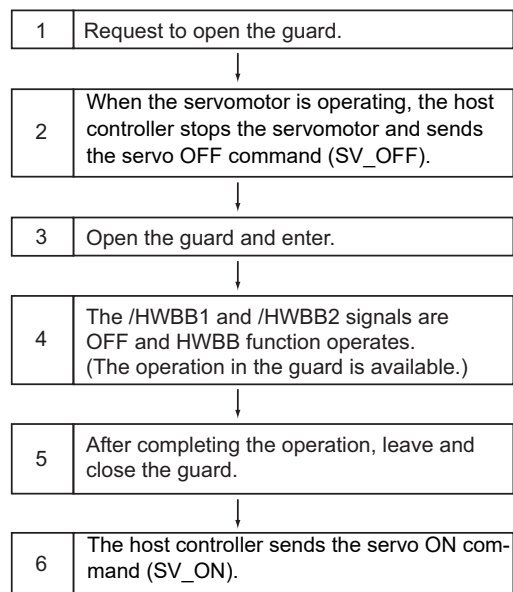 1 Request to open the guard.
2
When the servomotor is operating, the host
controller stops the servomotor and sends
the servo OFF command (SV_OFF).
3 Open the guard and enter.
4
The /HWBB1 and /HWBB2 signals are
OFF and HWBB function operates.
(The operation in the guard is available.)
5
After completing the operation, leave and
close the guard.
6
The host controller sends the servo ON com-
mand (SV_ON).